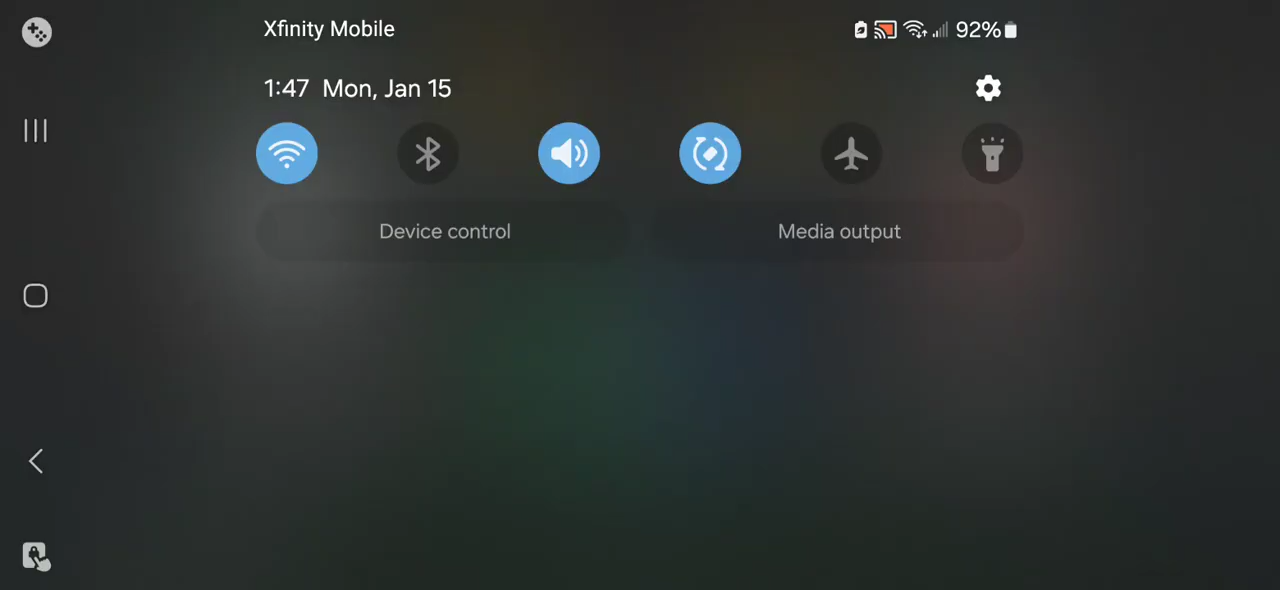 Xfinity Mobile
92%
1:47 Mon, Jan 15
Device control
Media output